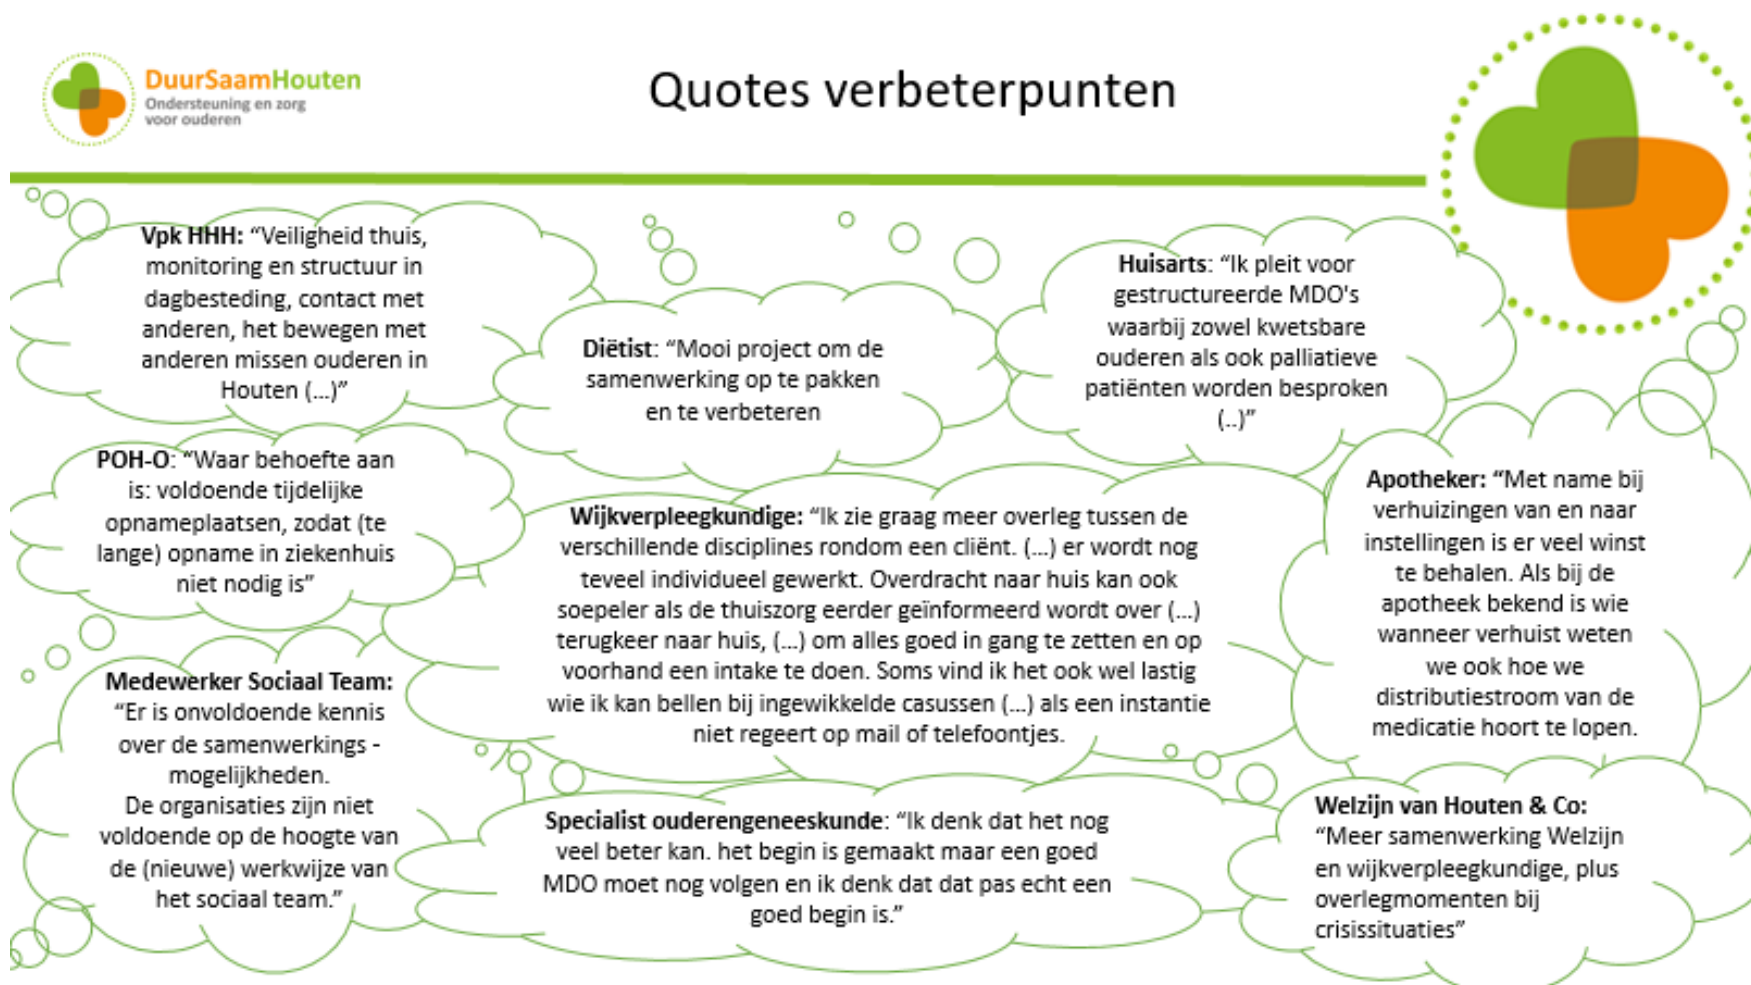 DuurSaamHouten
Ondersteuning en zorg
voor ouderen
Quotes verbeterpunten
Vpk HHH: “Veiligheid thuis,
monitoring en structuur in
dagbesteding, contact met
anderen, het bewegen met
anderen missen ouderen in
Houten (...)”
Diëtist: “Mooi project om de
samenwerking op te pakken
en te verbeteren
Huisarts: “Ik pleit voor
gestructureerde MDO's
waarbij zowel kwetsbare
ouderen als ook palliatieve
patiënten worden besproken
(..)”
POH-O: “Waar behoefte aan
is: voldoende tijdelijke
opnameplaatsen, zodat (te
lange) opname in ziekenhuis
niet nodig is”
Wijkverpleegkundige: “Ik zie graag meer overleg tussen de
verschillende disciplines rondom een cliënt. (...) er wordt nog
teveel individueel gewerkt. Overdracht naar huis kan ook
soepeler als de thuiszorg eerder geïnformeerd wordt over (...)
terugkeer naar huis, (...) om alles goed in gang te zetten en op
voorhand een intake te doen. Soms vind ik het ook wel lastig
wie ik kan bellen bij ingewikkelde casussen (...) als een instantie
niet regeert op mail of telefoontjes.
Apotheker: “Met name bij
verhuizingen van en naar
instellingen is er veel winst
te behalen. Als bij de
apotheek bekend is wie
wanneer verhuist weten
we ook hoe we
distributiestroom van de
medicatie hoort te lopen.
Medewerker Sociaal Team:
“Er is onvoldoende kennis
over de samenwerkings -
mogelijkheden.
De organisaties zijn niet
voldoende op de hoogte van
de (nieuwe) werkwijze van
het sociaal team.”
Specialist ouderengeneeskunde: “Ik denk dat het nog
veel beter kan. het begin is gemaakt maar een goed
MDO moet nog volgen en ik denk dat dat pas echt een
goed begin is.”
Welzijn van Houten & Co:
“Meer samenwerking Welzijn
en wijkverpleegkundige, plus
overlegmomenten bij
crisissituaties”